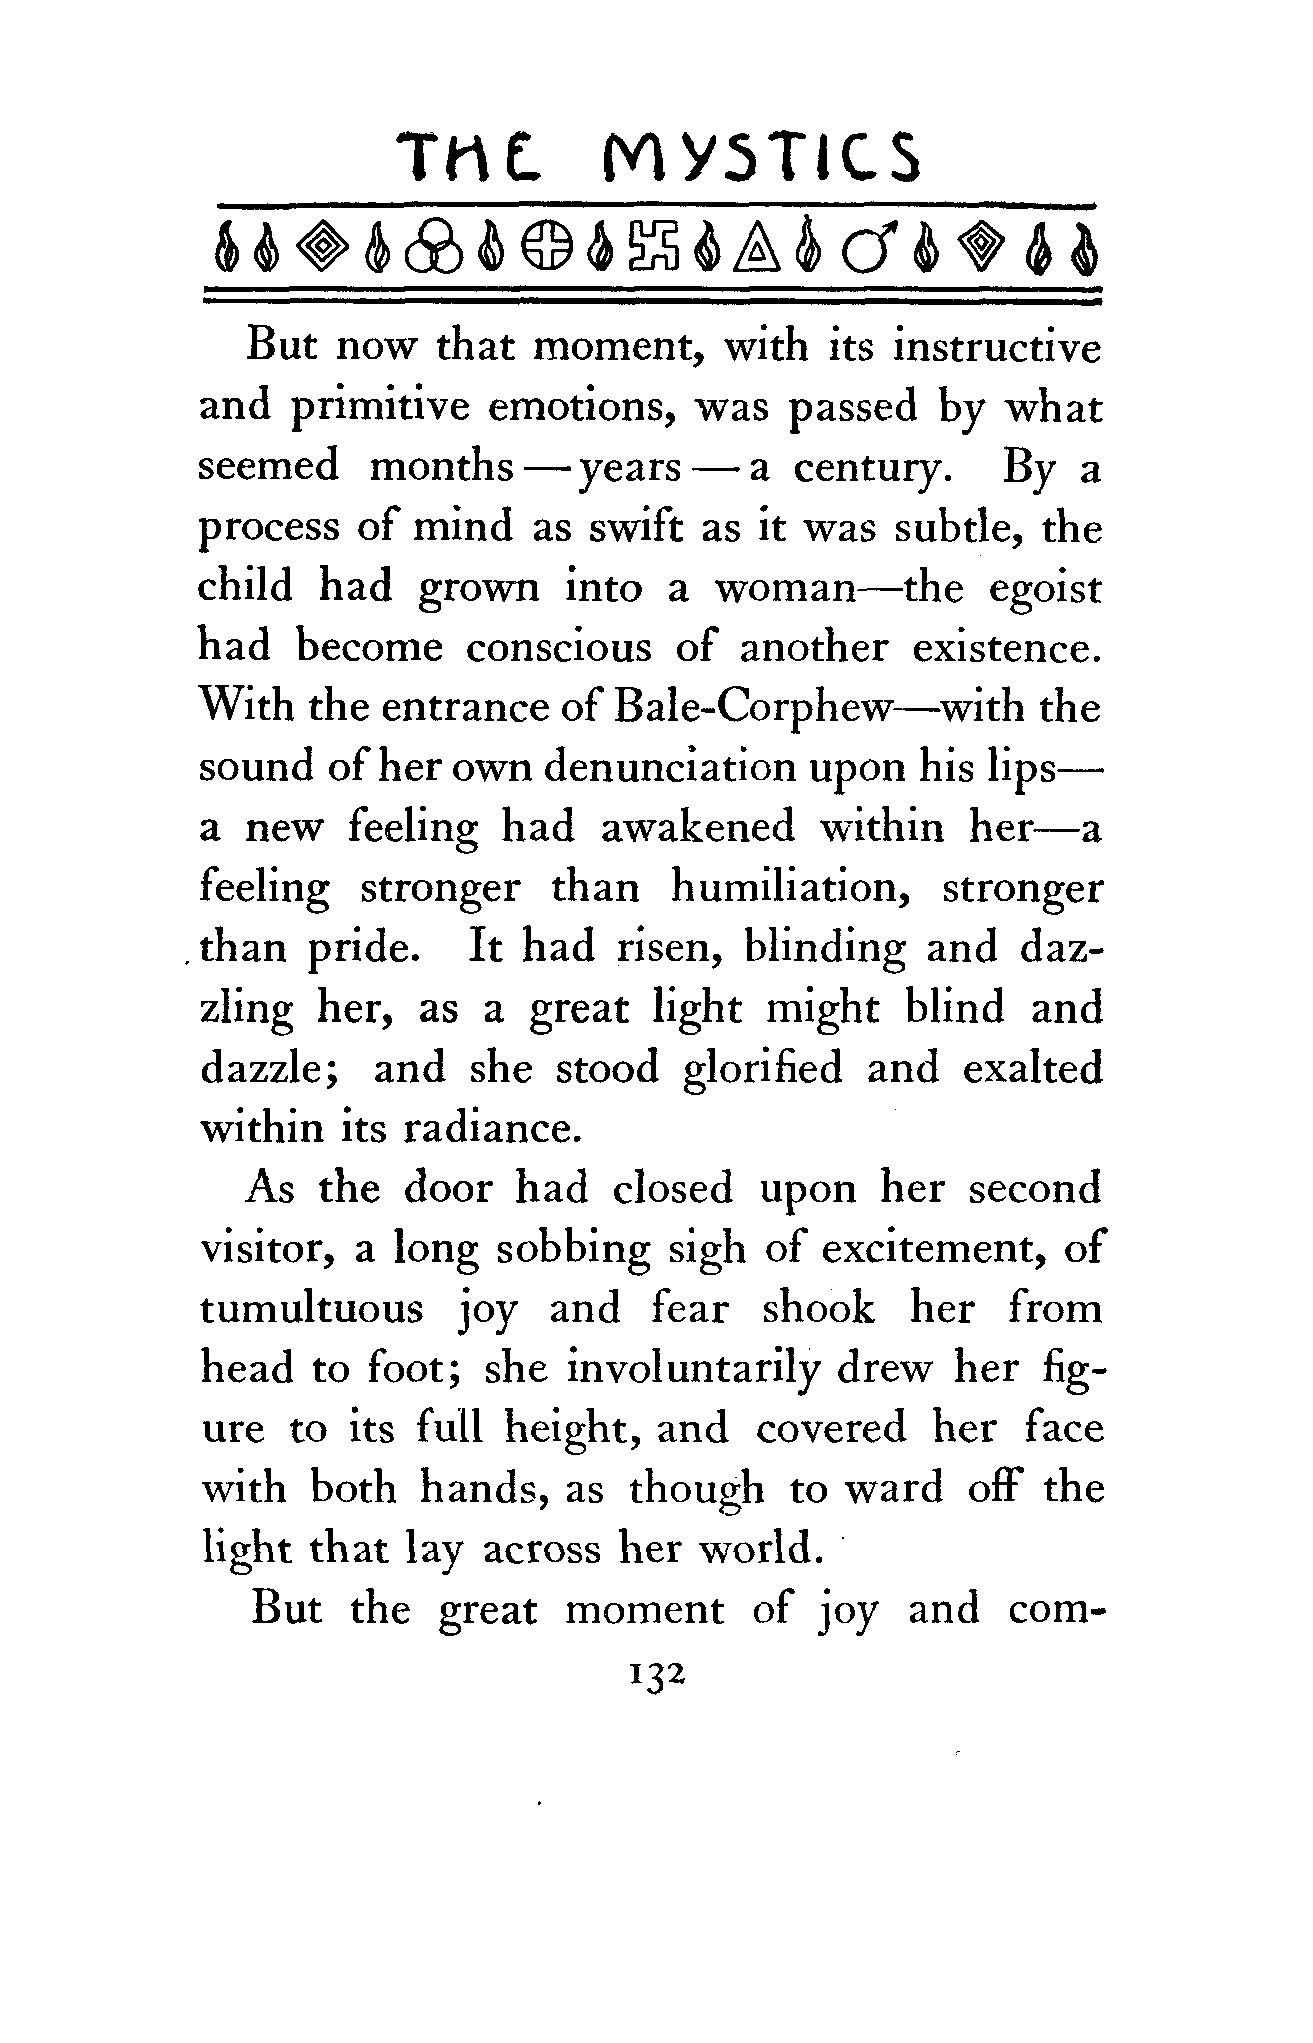 THE MYSTICS
But now that moment, with its instructive
and primitive emotions, was passed by what
seemed months — years — a century. By a
process of mind as swift as it was subtle, the
child had grown into a woman—the egoist
had become conscious of another existence.
With the entrance of Bale-Corphew—with the
sound of her own denunciation upon his lips—
a new feeling had awakened within her—a
feeling stronger than humiliation, stronger
than pride. It had risen, blinding and daz-
zling her, as a great light might blind and
dazzle; and she stood glorified and exalted
within its radiance.
As the door had closed upon her second
visitor, a long sobbing sigh of excitement, of
tumultuous joy and fear shook her from
head to foot; she involuntarily drew her fig-
ure to its full height, and covered her face
with both hands, as though to ward off the
light that lay across her world.
But the great moment of joy and com-
132